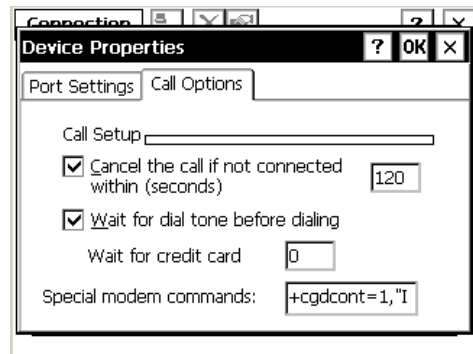 Connection ? ×
Device Properties ? OK ×
Port Settings Call Options
Call Setup
Cancel the call if not connected
within (seconds) 120
Wait for dial tone before dialing
Wait for credit card 0
Special modem commands: +cgdcont=1,"I